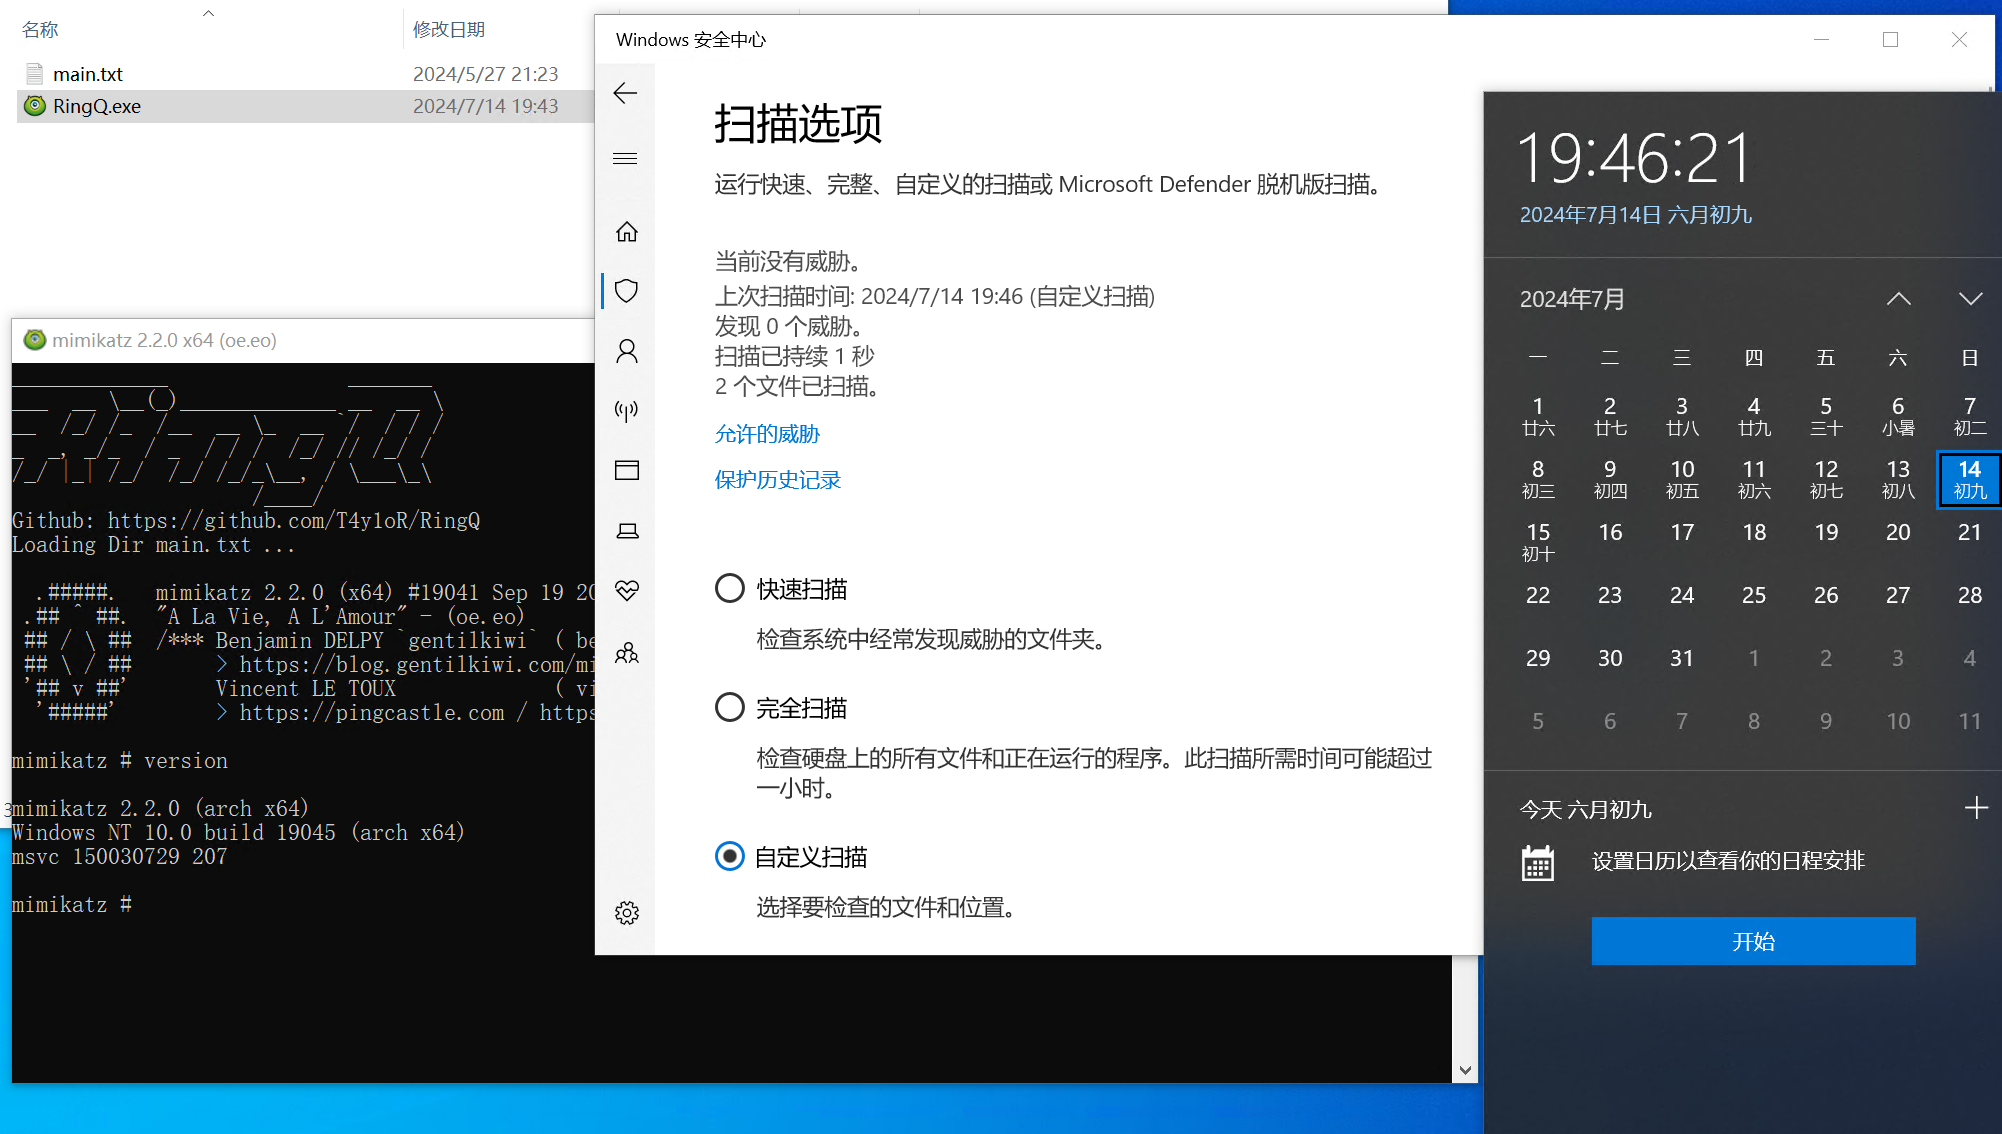 名称
修改日期
main.txt 2024/5/27 21:23
RingQ.exe 2024/7/14 19:43
mimikatz 2.2.0 x64 (oe.eo)
Github: https://github.com/T4y1oR/RingQ
Loading Dir main.txt ...
.#####. mimikatz 2.2.0 (x64) #19041 Sep 19 20
.## ^ ##. "A La Vie, A L'Amour" - (oe.eo)
## / \ ## /*** Benjamin DELPY `gentilkiwi` ( be
## \ / ## > https://blog.gentilkiwi.com/mi
'## v ##' Vincent LE TOUX ( vi
'#####' > https://pingcastle.com / https
mimikatz # version
mimikatz 2.2.0 (arch x64)
Windows NT 10.0 build 19045 (arch x64)
msvc 150030729 207
mimikatz #
3
Windows 安全中心
扫描选项
运行快速、完整、自定义的扫描或 Microsoft Defender 脱机版扫描。
当前没有威胁。
上次扫描时间: 2024/7/14 19:46 (自定义扫描)
发现 0 个威胁。
扫描已持续 1 秒
2 个文件已扫描。
允许的威胁
保护历史记录
快速扫描
检查系统中经常发现威胁的文件夹。
完全扫描
检查硬盘上的所有文件和正在运行的程序。此扫描所需时间可能超过
一小时。
自定义扫描
选择要检查的文件和位置。
19:46:21
2024年7月14日 六月初九
2024年7月
一 二 三 四 五 六 日
1 2 3 4 5 6 7
廿六 廿七 廿八 廿九 三十 小暑 初二
8 9 10 11 12 13 14
初三 初四 初五 初六 初七 初八 初九
15 16 17 18 19 20 21
初十
22 23 24 25 26 27 28
29 30 31 1 2 3 4
5 6 7 8 9 10 11
今天 六月初九
设置日历以查看你的日程安排
开始